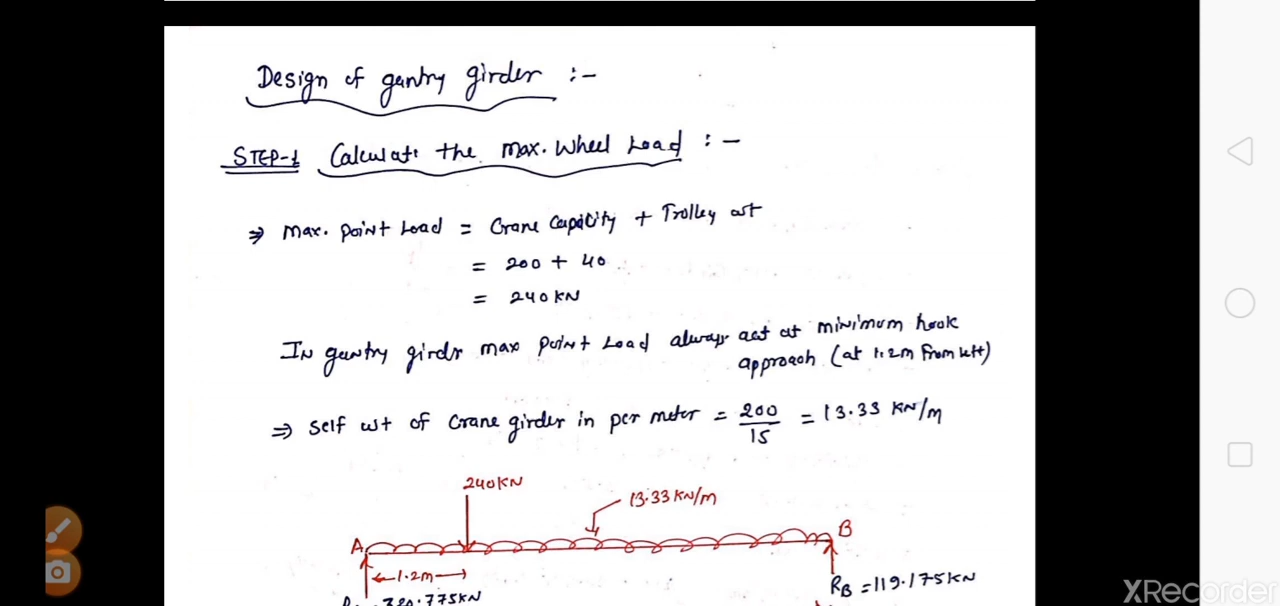 Design of gantry girder :-
STEP-1 Calculate the max. Wheel Load :-
⇒ Max. Point Load = Crane Capacity + Trolley wt
= 200 + 40
= 240 KN
In gantry girdr max point Load always act at minimum hook
approach (at 1.2m from left)
⇒ Self wt of Crane girder in per meter = 200/15 = 13.33 KN/m
240KN
13.33 KN/m
A
B
1.2m
RB = 119.175KN
XRecorder